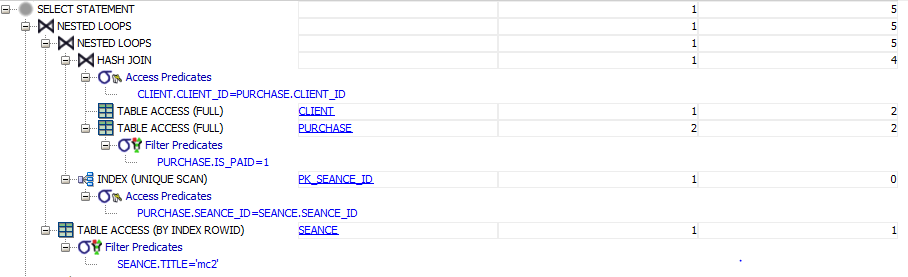 SELECT STATEMENT 1 5
NESTED LOOPS 1 5
NESTED LOOPS 1 5
HASH JOIN 1 4
Access Predicates
CLIENT.CLIENT_ID=PURCHASE.CLIENT_ID
TABLE ACCESS (FULL) CLIENT 1 2
TABLE ACCESS (FULL) PURCHASE 2 2
Filter Predicates
PURCHASE.IS_PAID=1
INDEX (UNIQUE SCAN) PK_SEANCE_ID 1 0
Access Predicates
PURCHASE.SEANCE_ID=SEANCE.SEANCE_ID
TABLE ACCESS (BY INDEX ROWID) SEANCE 1 1
Filter Predicates
SEANCE.TITLE='mc2'